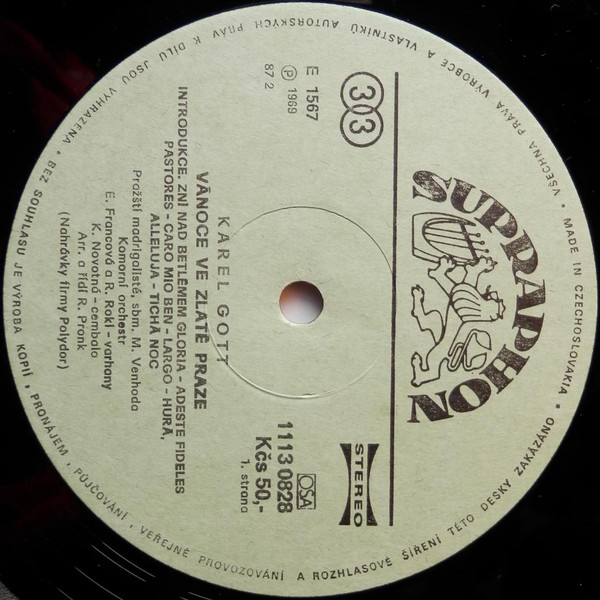 SUPRAPHON
33
STEREO
E 1567
Ⓟ 1969
87 2
OSA
1113 0828
Kčs 50,-
1. strana
KAREL GOTT
VÁNOCE VE ZLATÉ PRAZE
INTRODUKCE. ZNÍ NAD BETLÉMEM GLORIA - ADESTE FIDELES
PASTORES - CARO MIO BEN - LARGO - HURÁ,
ALLELUJA - TICHÁ NOC
Pražští madrigalisté, sbm. M. Venhoda
Komorní orchestr
E. Francová a R. Rokl - varhany
K. Novotná - cembalo
Arr. a řídí R. Pronk
(Nahrávky firmy Polydor)
MADE IN CZECHOSLOVAKIA • VŠECHNA PRÁVA VÝROBCE A VLASTNÍKŮ AUTORSKÝCH PRÁV K DÍLU JSOU VYHRAZENA • BEZ SOUHLASU JE VÝROBA KOPIÍ • PRONÁJEM • PŮJČOVÁNÍ • VEŘEJNÉ PROVOZOVÁNÍ A ROZHLASOVÉ ŠÍŘENÍ TÉTO DESKY ZAKÁZÁNO •